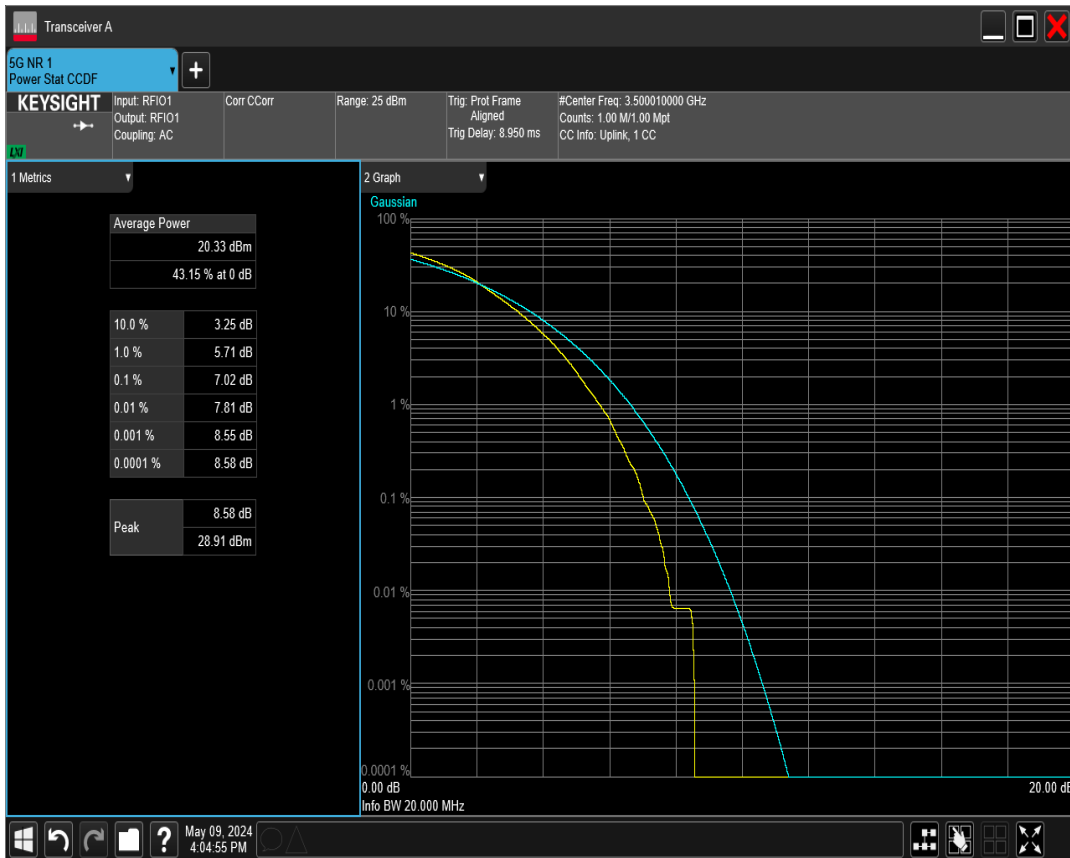 Transceiver A
5G NR 1
Power Stat CCDF
+
KEYSIGHT
LXI
Input: RFIO1
Output: RFIO1
Coupling: AC
Corr CCorr
Range: 25 dBm
Trig: Prot Frame
Aligned
Trig Delay: 8.950 ms
#Center Freq: 3.500010000 GHz
Counts: 1.00 M/1.00 Mpt
CC Info: Uplink, 1 CC
1 Metrics
Average Power
20.33 dBm
43.15 % at 0 dB
10.0 % 3.25 dB
1.0 % 5.71 dB
0.1 % 7.02 dB
0.01 % 7.81 dB
0.001 % 8.55 dB
0.0001 % 8.58 dB
Peak
8.58 dB
28.91 dBm
2 Graph
Gaussian
100 %
10 %
1 %
0.1 %
0.01 %
0.001 %
0.0001 %
0.00 dB
20.00 dB
Info BW 20.000 MHz
?
May 09, 2024
4:04:55 PM